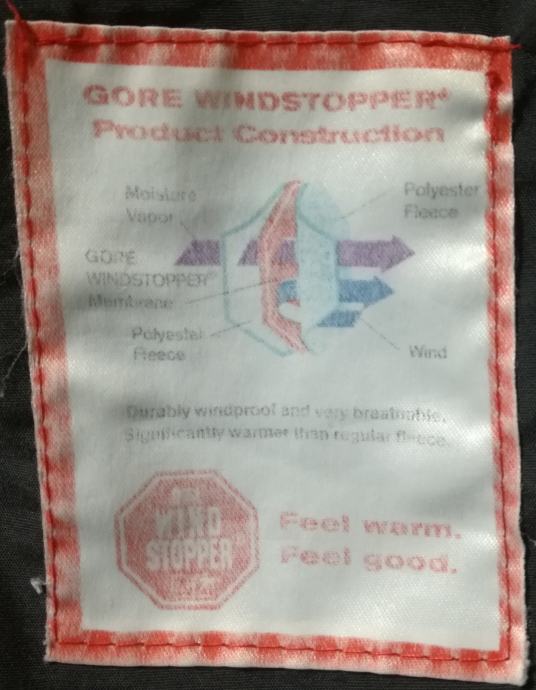 GORE WINDSTOPPER®
Product Construction
Moisture
Vapor
Polyester
Fleece
GORE
WINDSTOPPER®
Membrane
Polyester
Fleece
Wind
Durably windproof and very breathable.
Significantly warmer than regular fleece.
WIND
STOPPER®
Feel warm.
Feel good.